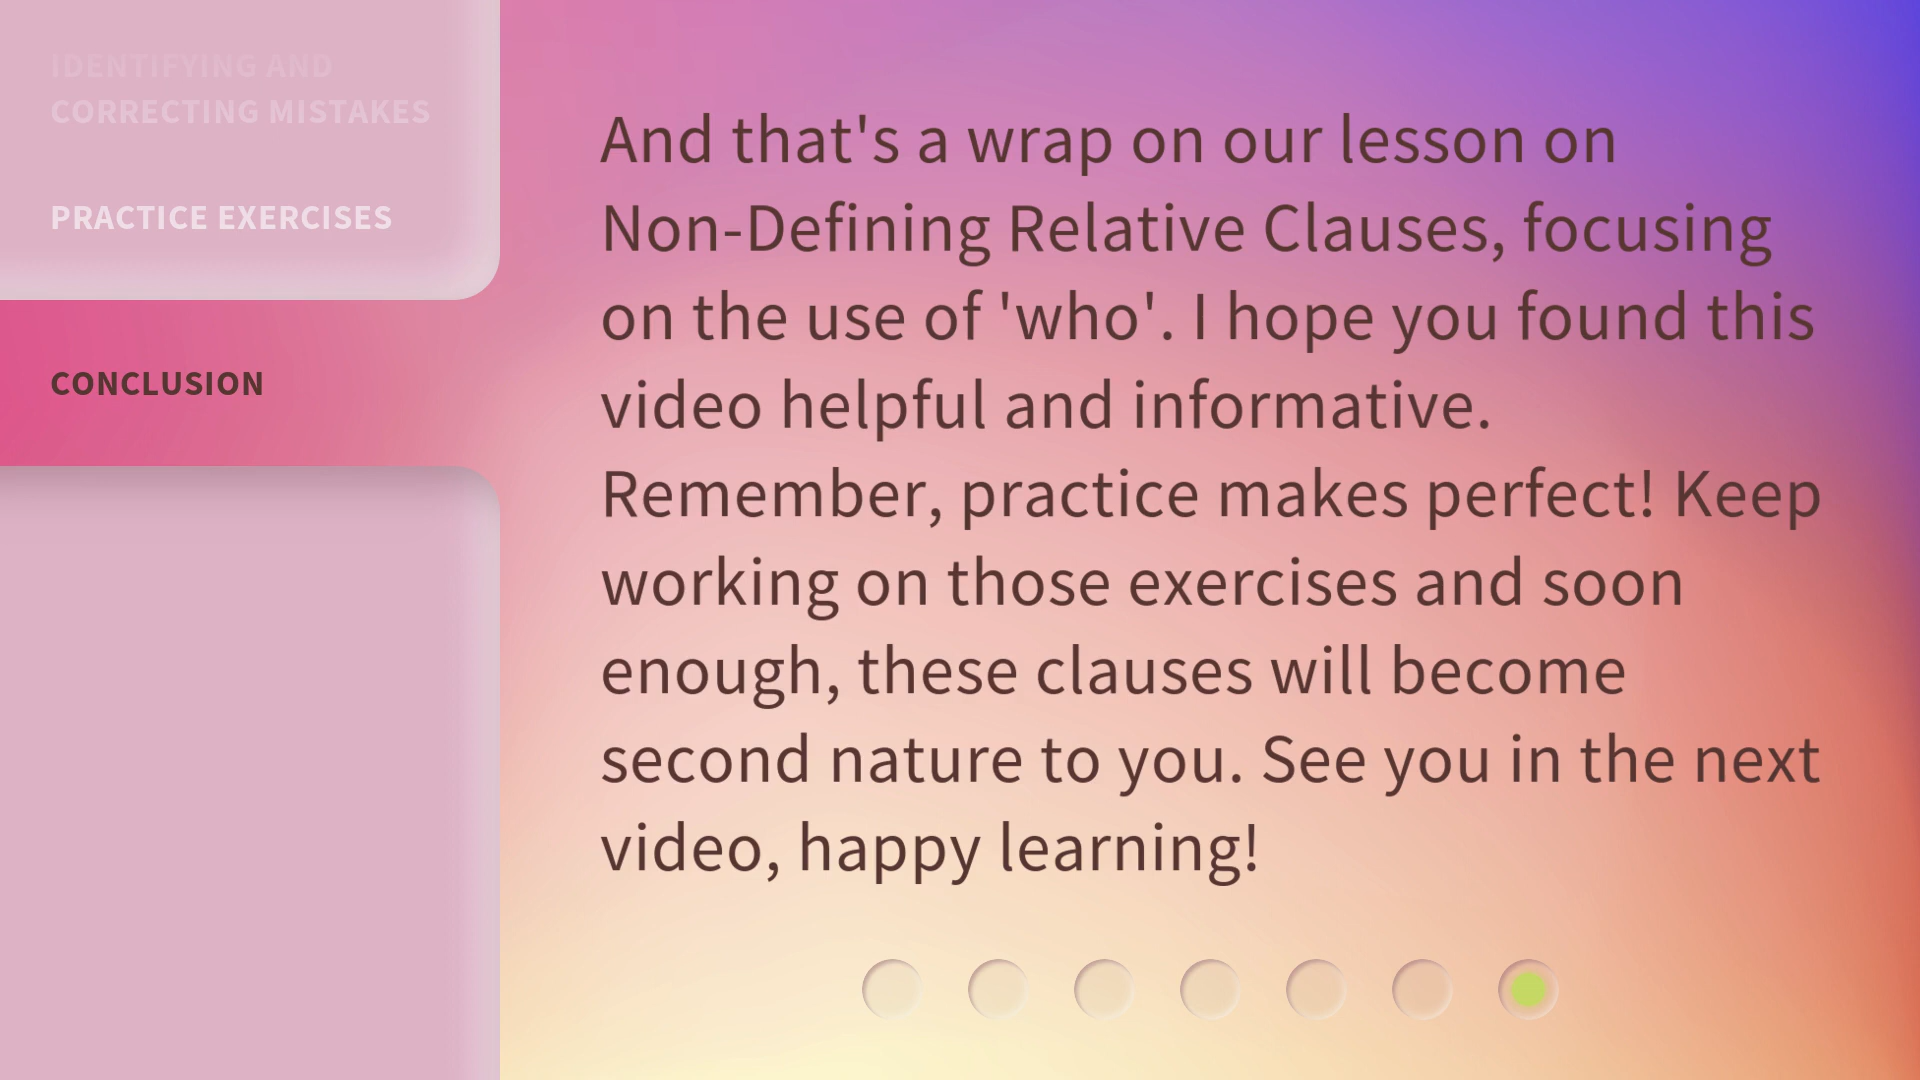 IDENTIFYING AND
CORRECTING MISTAKES
PRACTICE EXERCISES
CONCLUSION
And that's a wrap on our lesson on
Non-Defining Relative Clauses, focusing
on the use of 'who'. I hope you found this
video helpful and informative.
Remember, practice makes perfect! Keep
working on those exercises and soon
enough, these clauses will become
second nature to you. See you in the next
video, happy learning!